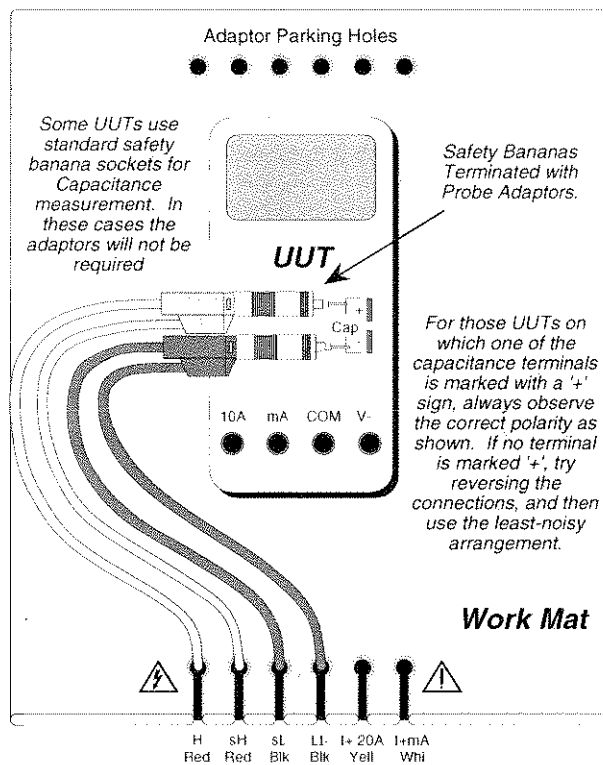 Adaptor Parking Holes
Some UUTs use
standard safety
banana sockets for
Capacitance
measurement. In
these cases the
adaptors will not be
required
Safety Bananas
Terminated with
Probe Adaptors.
UUT
+
Cap
-
For those UUTs on
which one of the
capacitance terminals
is marked with a '+'
sign, always observe
the correct polarity as
shown. If no terminal
is marked '+', try
reversing the
connections, and then
use the least-noisy
arrangement.
10A mA COM V-
Work Mat
H sH sL LI- I+ 20A I+mA
Red Red Blk Blk Yell Whi